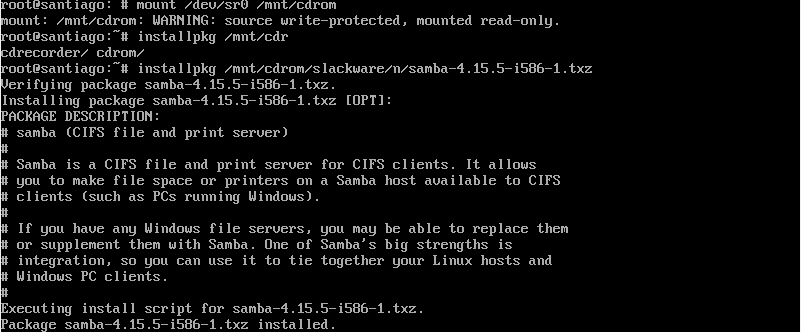 root@santiago: # mount /dev/sr0 /mnt/cdrom
mount: /mnt/cdrom: WARNING: source write-protected, mounted read-only.
root@santiago:~# installpkg /mnt/cdr
cdrecorder/ cdrom/
root@santiago:~# installpkg /mnt/cdrom/slackware/n/samba-4.15.5-i586-1.txz
Verifying package samba-4.15.5-i586-1.txz.
Installing package samba-4.15.5-i586-1.txz [OPT]:
PACKAGE DESCRIPTION:
# samba (CIFS file and print server)
#
# Samba is a CIFS file and print server for CIFS clients. It allows
# you to make file space or printers on a Samba host available to CIFS
# clients (such as PCs running Windows).
#
# If you have any Windows file servers, you may be able to replace them
# or supplement them with Samba. One of Samba's big strengths is
# integration, so you can use it to tie together your Linux hosts and
# Windows PC clients.
#
Executing install script for samba-4.15.5-i586-1.txz.
Package samba-4.15.5-i586-1.txz installed.